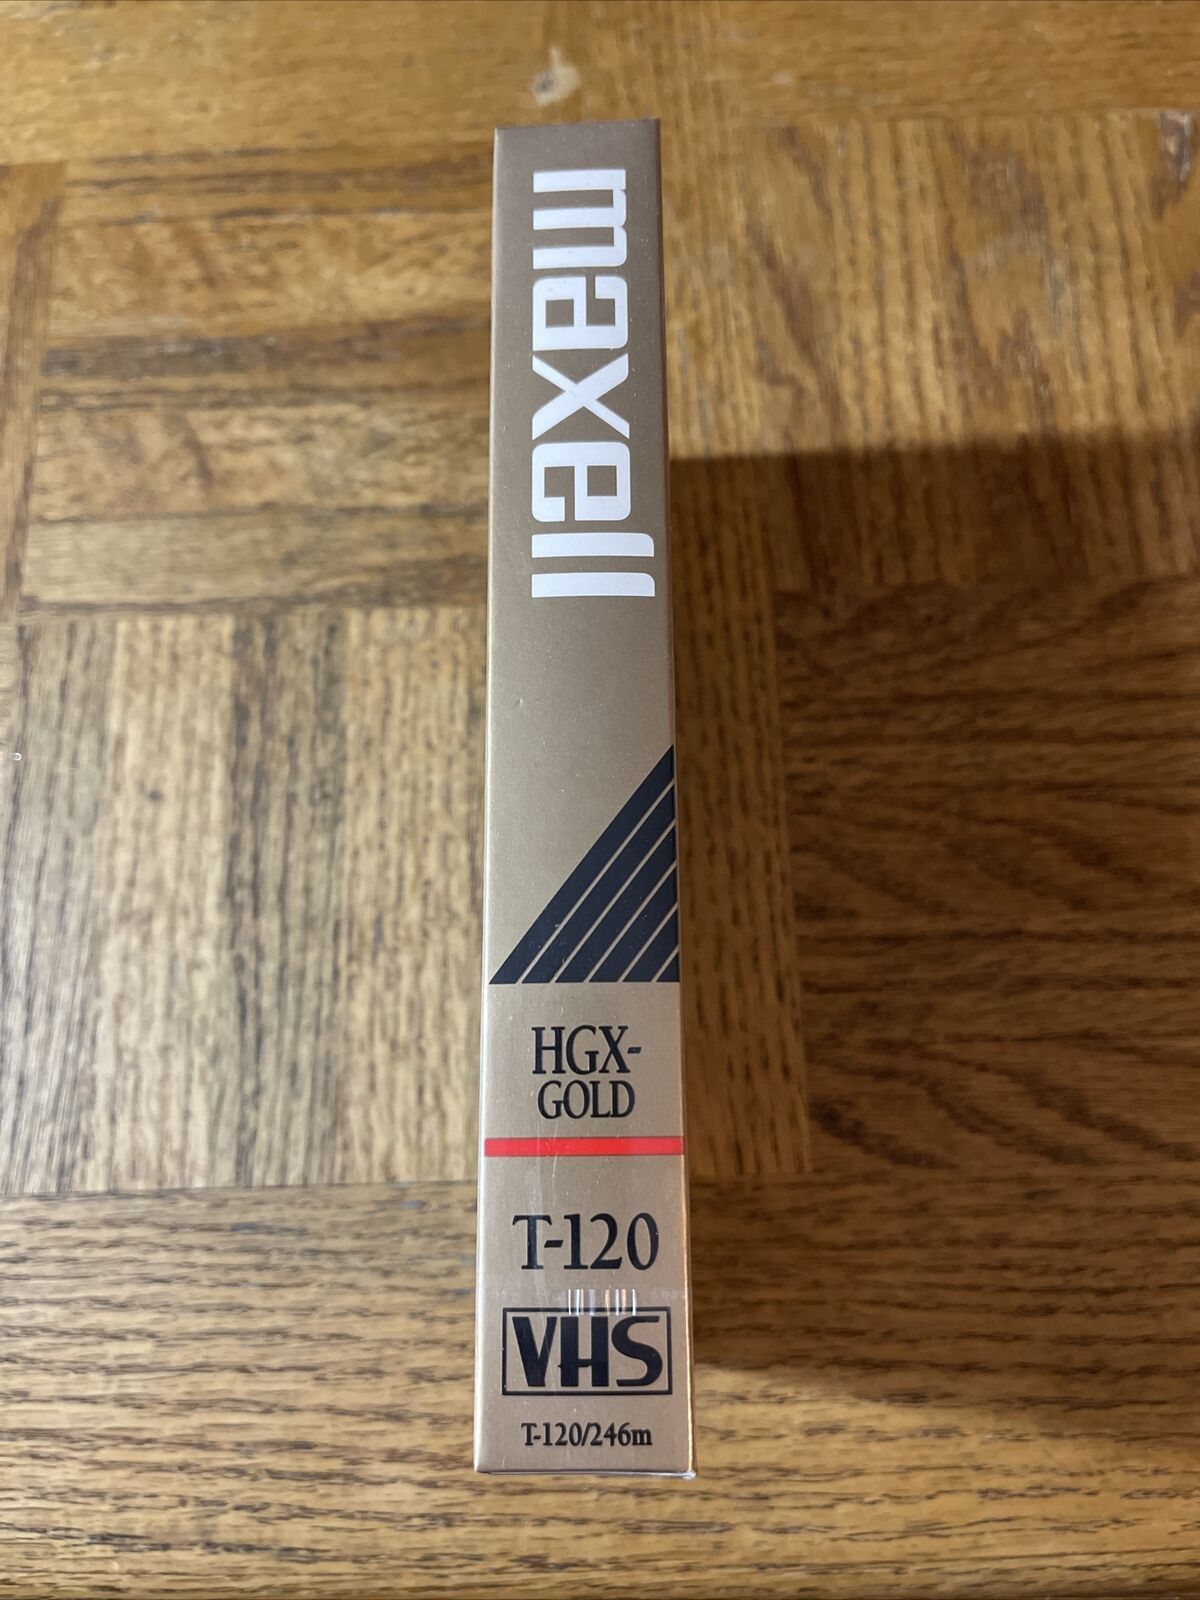 maxell
HGX-
GOLD
T-120
VHS
T-120/246m